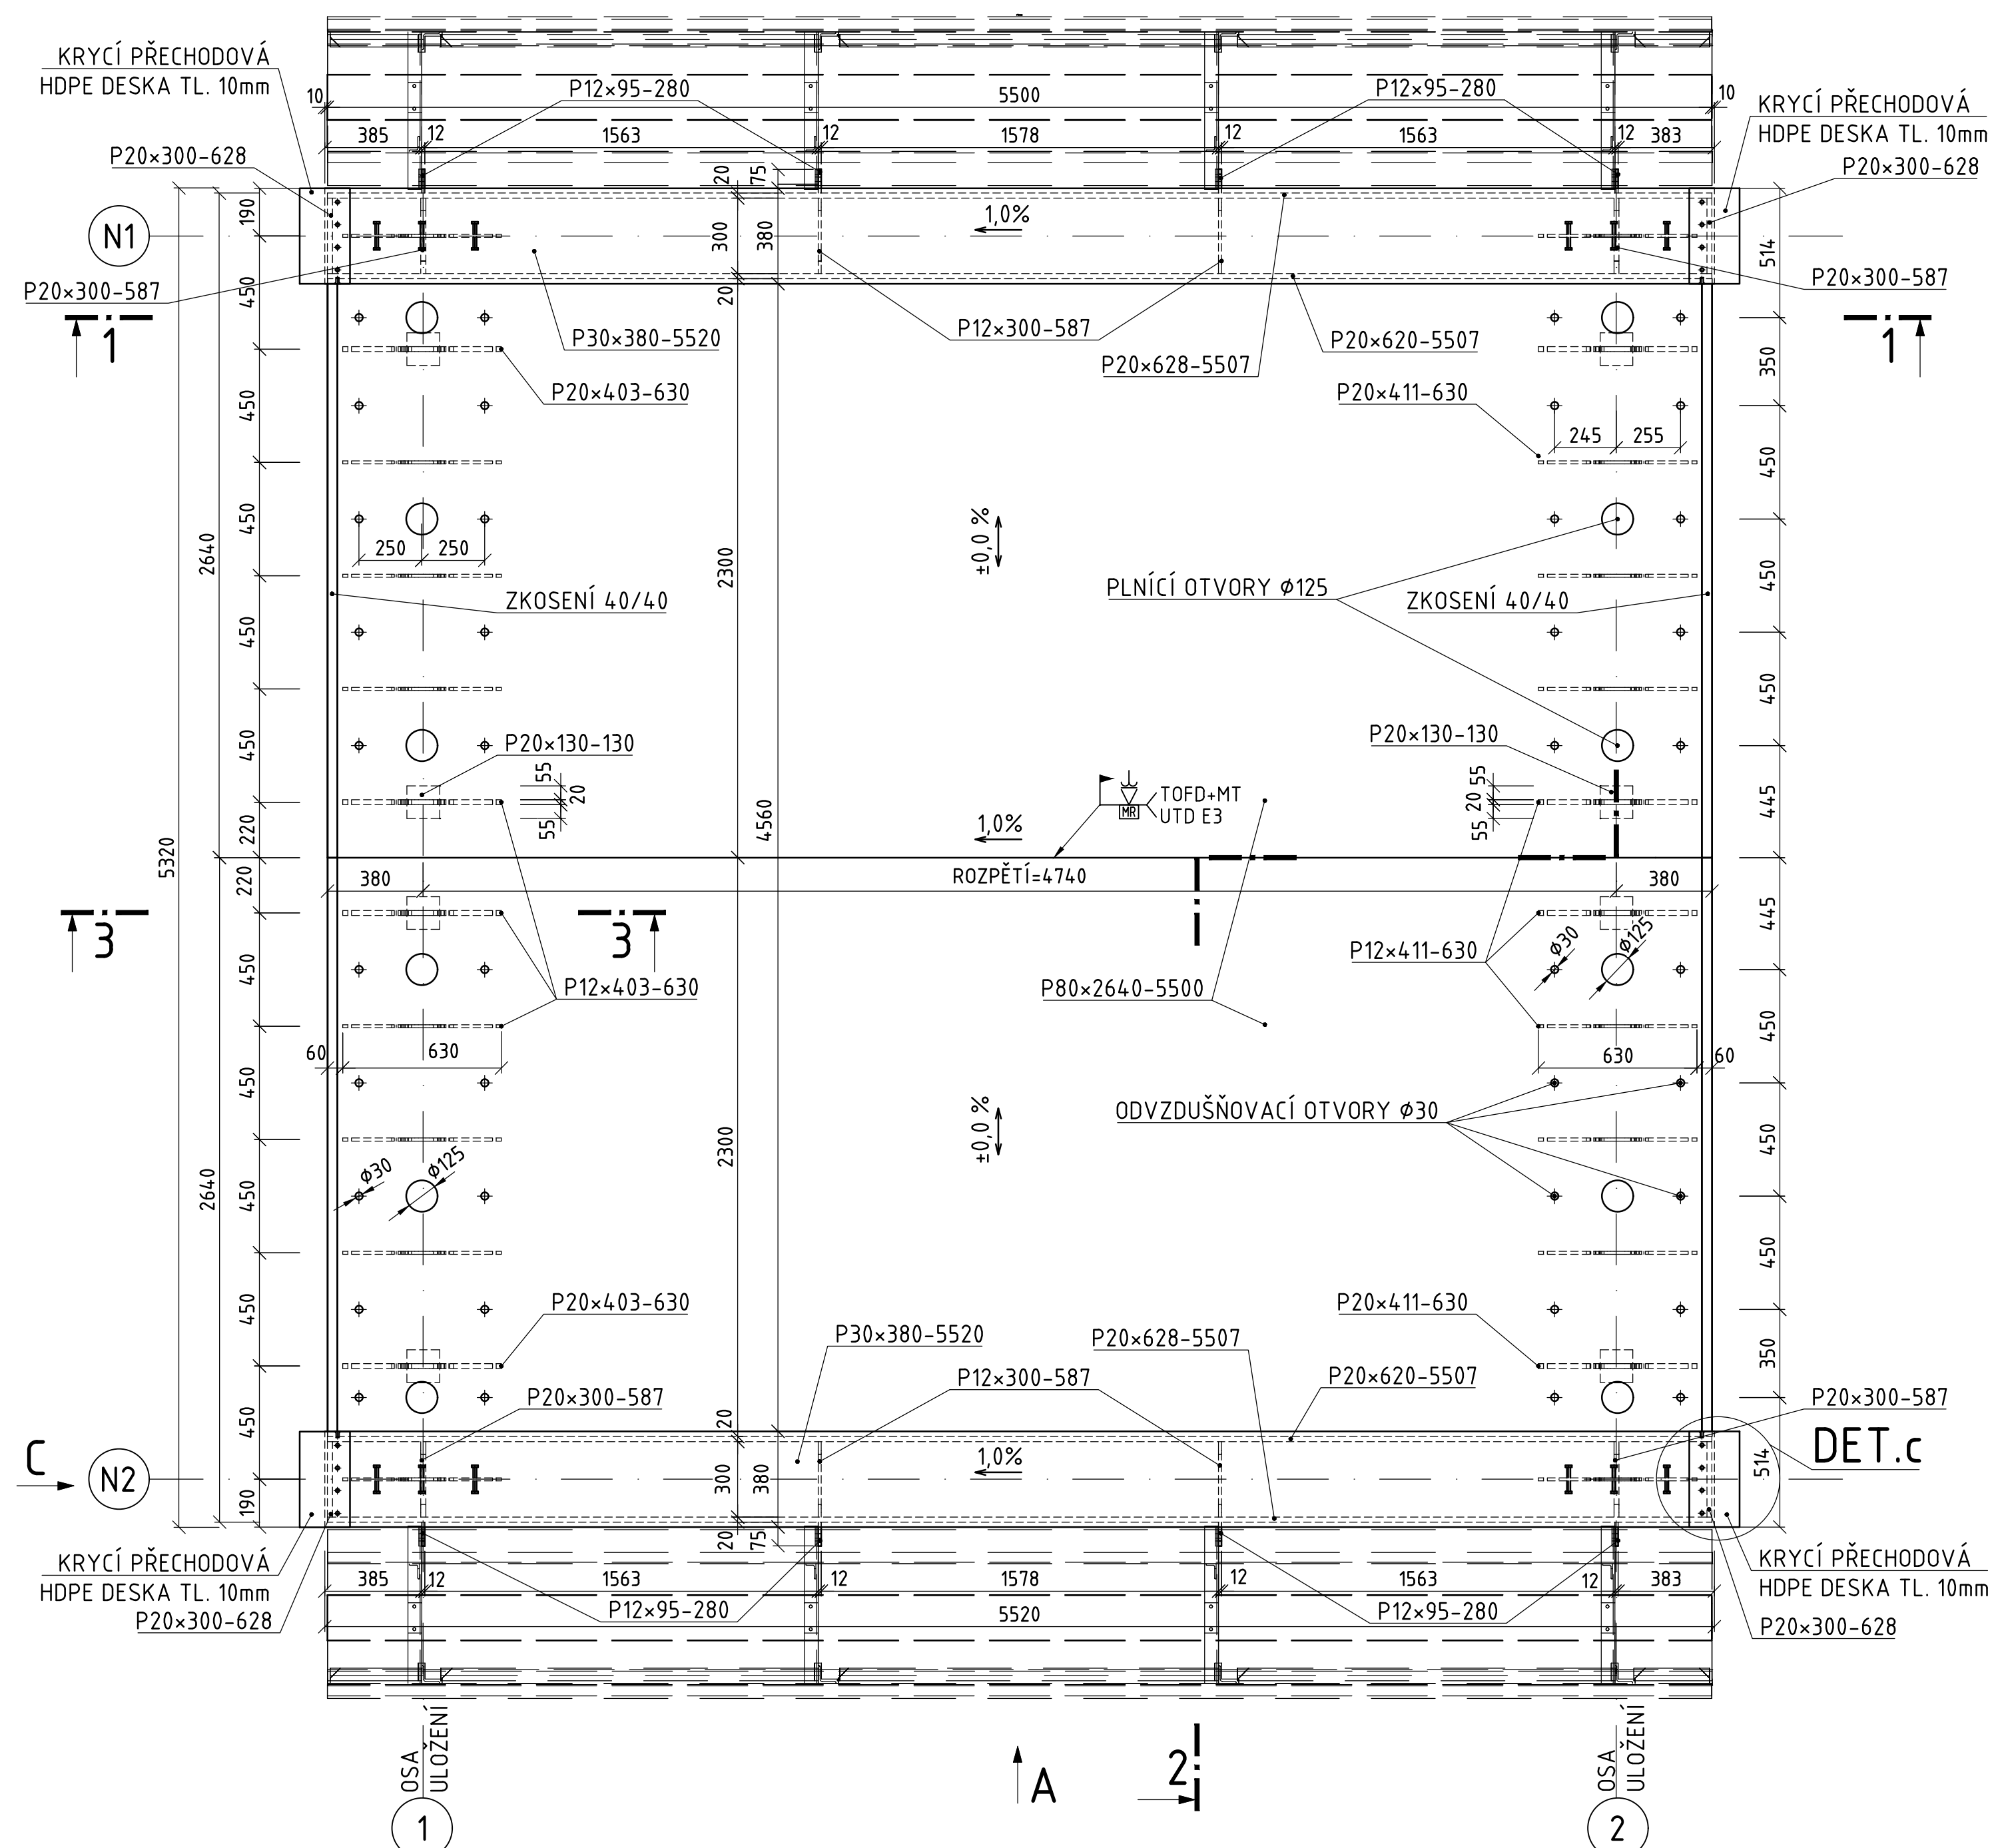 KRYCÍ PŘECHODOVÁ
HDPE DESKA TL. 10mm
P12×95-280
P12×95-280
KRYCÍ PŘECHODOVÁ
HDPE DESKA TL. 10mm
10
5500
10
385
12
1563
12
1578
12
1563
12
383
P20×300-628
P20×300-628
20
75
190
N1
1,0%
300
380
514
P20×300-587
P20×300-587
450
20
1
P30×380-5520
P12×300-587
P20×628-5507
P20×620-5507
1
350
P20×403-630
P20×411-630
450
245
255
450
450
2640
250
250
2300
±0,0 %
ZKOSENÍ 40/40
PLNÍCÍ OTVORY ϕ125
ZKOSENÍ 40/40
450
450
450
450
P20×130-130
P20×130-130
55
20
55
55
20
55
TOFD+MT
MR
UTD E3
445
220
5320
4560
1,0%
380
ROZPĚTÍ=4740
380
220
3
3
445
P12×403-630
P80×2640-5500
P12×411-630
ϕ30
ϕ125
450
450
60
630
630
60
450
450
±0,0 %
ODVZDUŠŇOVACÍ OTVORY ϕ30
2640
2300
ϕ30
ϕ125
450
450
450
450
P20×403-630
P20×411-630
P30×380-5520
P20×628-5507
P12×300-587
P20×620-5507
P20×300-587
P20×300-587
350
450
20
DET.c
C
N2
1,0%
300
380
514
190
20
75
KRYCÍ PŘECHODOVÁ
HDPE DESKA TL. 10mm
P20×300-628
385
12
1563
12
1578
12
1563
12
383
P12×95-280
P12×95-280
5520
KRYCÍ PŘECHODOVÁ
HDPE DESKA TL. 10mm
P20×300-628
OSA
ULOŽENÍ
1
A
2
OSA
ULOŽENÍ
2